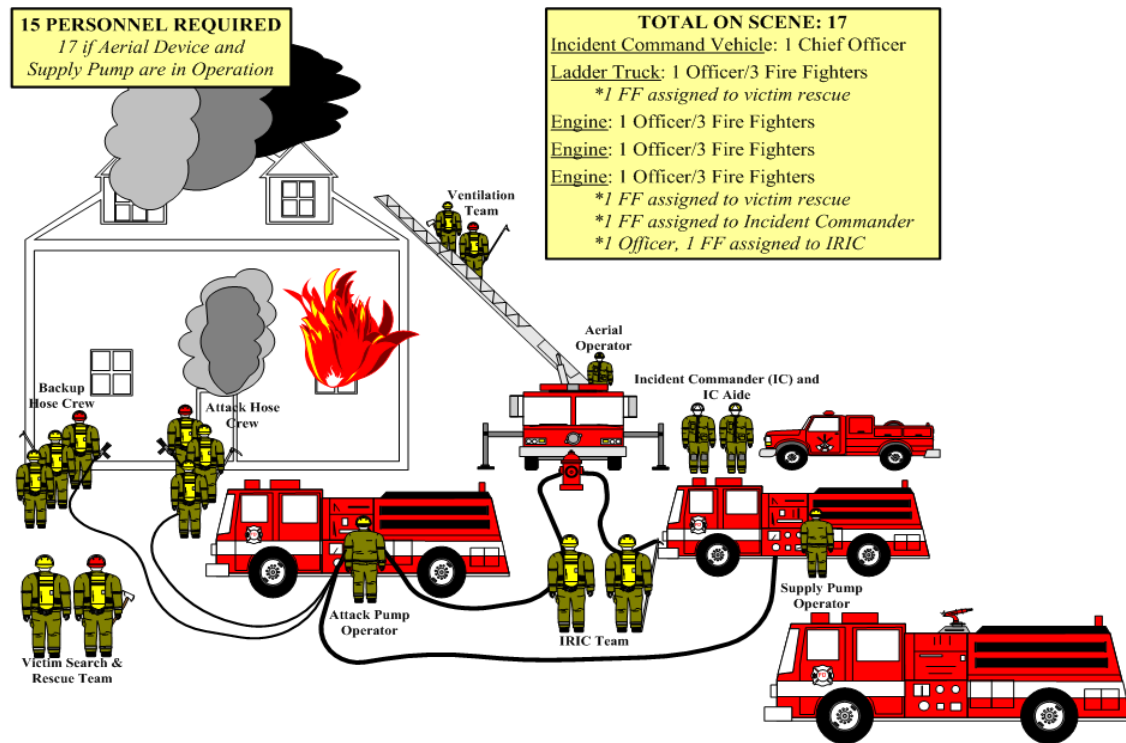 15 PERSONNEL REQUIRED
17 if Aerial Device and
Supply Pump are in Operation
TOTAL ON SCENE: 17
Incident Command Vehicle: 1 Chief Officer
Ladder Truck: 1 Officer/3 Fire Fighters
*1 FF assigned to victim rescue
Engine: 1 Officer/3 Fire Fighters
Engine: 1 Officer/3 Fire Fighters
Engine: 1 Officer/3 Fire Fighters
*1 FF assigned to victim rescue
*1 FF assigned to Incident Commander
*1 Officer, 1 FF assigned to IRIC
Ventilation
Team
Aerial
Operator
Incident Commander (IC) and
IC Aide
Backup
Hose Crew
Attack Hose
Crew
Attack Pump
Operator
IRIC Team
Supply Pump
Operator
Victim Search &
Rescue Team